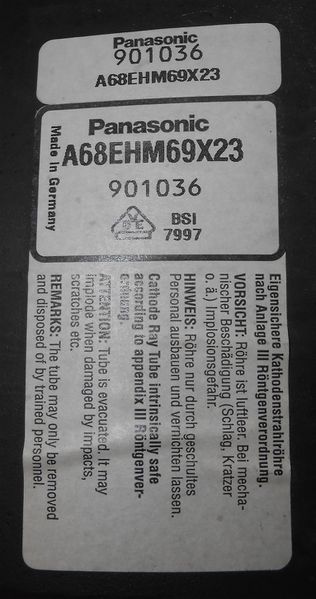 Panasonic
901036
A68EHM69X23
Made in Germany
Panasonic
A68EHM69X23
901036
VDE
BSI
7997
Eigensichere Kathodenstrahlröhre
nach Anlage III Röntgenverordnung.
VORSICHT: Röhre ist luftleer. Bei mecha-
nischer Beschädigung (Schlag, Kratzer
o. ä.) Implosionsgefahr.
HINWEIS: Röhre nur durch geschultes
Personal ausbauen und vernichten lassen.
Cathode Ray Tube intrinsically safe
according to appendix III Röntgenver-
ordnung.
ATTENTION: Tube is evacuated. It may
implode when damaged by impacts,
scratches etc.
REMARKS: The tube may only be removed
and disposed of by trained personnel.